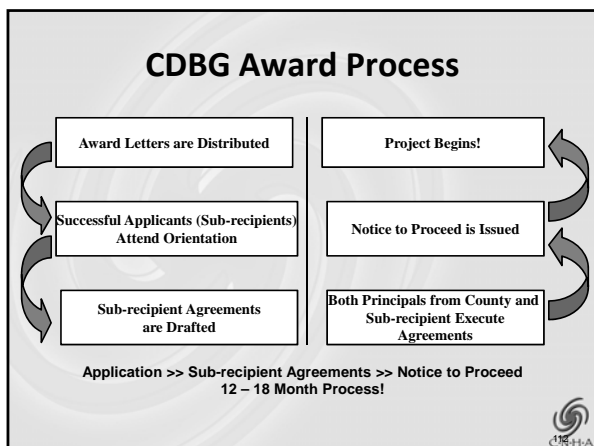 CDBG Award Process
Award Letters are Distributed
Successful Applicants (Sub-recipients)
Attend Orientation
Sub-recipient Agreements
are Drafted
Project Begins!
Notice to Proceed is Issued
Both Principals from County and
Sub-recipient Execute
Agreements
Application >> Sub-recipient Agreements >> Notice to Proceed
12 – 18 Month Process!
112
C·N·H·A